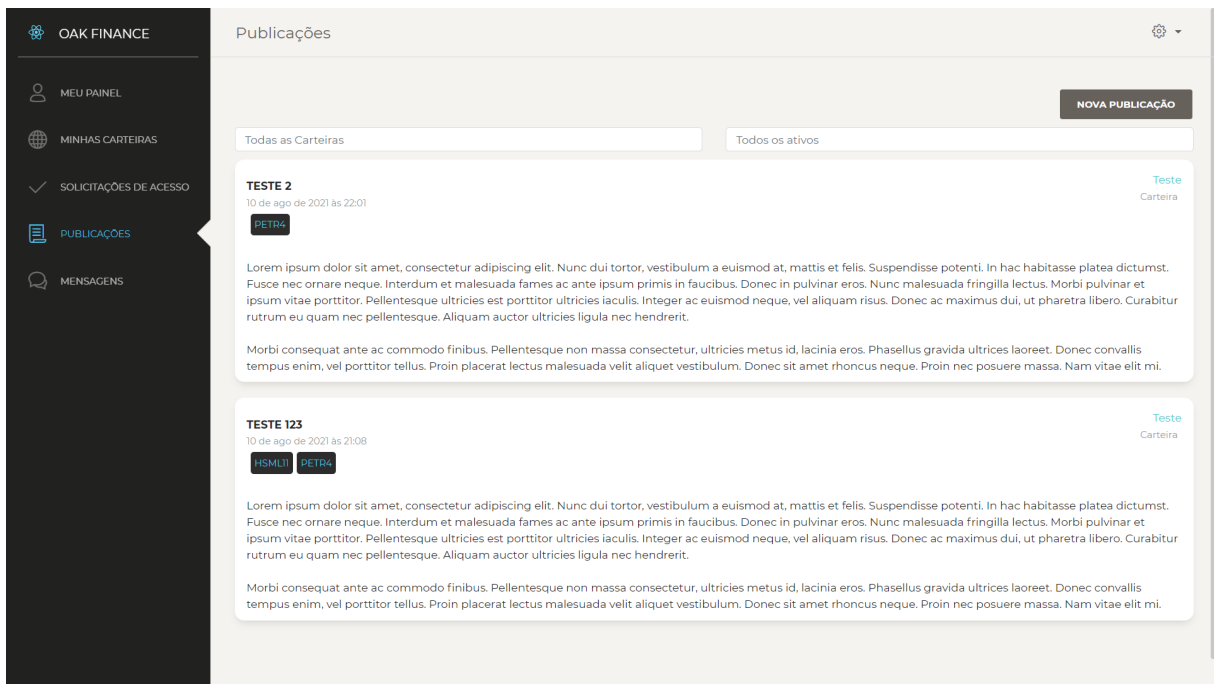 OAK FINANCE
Publicações
MEU PAINEL
MINHAS CARTEIRAS
SOLICITAÇÕES DE ACESSO
PUBLICAÇÕES
MENSAGENS
NOVA PUBLICAÇÃO
Todas as Carteiras
Todos os ativos
TESTE 2
Teste
10 de ago de 2021 às 22:01
Carteira
PETR4
Lorem ipsum dolor sit amet, consectetur adipiscing elit. Nunc dui tortor, vestibulum a euismod at, mattis et felis. Suspendisse potenti. In hac habitasse platea dictumst.
Fusce nec ornare neque. Interdum et malesuada fames ac ante ipsum primis in faucibus. Donec in pulvinar eros. Nunc malesuada fringilla lectus. Morbi pulvinar et
ipsum vitae porttitor. Pellentesque ultricies est porttitor ultricies iaculis. Integer ac euismod neque, vel aliquam risus. Donec ac maximus dui, ut pharetra libero. Curabitur
rutrum eu quam nec pellentesque. Aliquam auctor ultricies ligula nec hendrerit.
Morbi consequat ante ac commodo finibus. Pellentesque non massa consectetur, ultricies metus id, lacinia eros. Phasellus gravida ultrices laoreet. Donec convallis
tempus enim, vel porttitor tellus. Proin placerat lectus malesuada velit aliquet vestibulum. Donec sit amet rhoncus neque. Proin nec posuere massa. Nam vitae elit mi.
TESTE 123
Teste
10 de ago de 2021 às 21:08
Carteira
HSML11 PETR4
Lorem ipsum dolor sit amet, consectetur adipiscing elit. Nunc dui tortor, vestibulum a euismod at, mattis et felis. Suspendisse potenti. In hac habitasse platea dictumst.
Fusce nec ornare neque. Interdum et malesuada fames ac ante ipsum primis in faucibus. Donec in pulvinar eros. Nunc malesuada fringilla lectus. Morbi pulvinar et
ipsum vitae porttitor. Pellentesque ultricies est porttitor ultricies iaculis. Integer ac euismod neque, vel aliquam risus. Donec ac maximus dui, ut pharetra libero. Curabitur
rutrum eu quam nec pellentesque. Aliquam auctor ultricies ligula nec hendrerit.
Morbi consequat ante ac commodo finibus. Pellentesque non massa consectetur, ultricies metus id, lacinia eros. Phasellus gravida ultrices laoreet. Donec convallis
tempus enim, vel porttitor tellus. Proin placerat lectus malesuada velit aliquet vestibulum. Donec sit amet rhoncus neque. Proin nec posuere massa. Nam vitae elit mi.